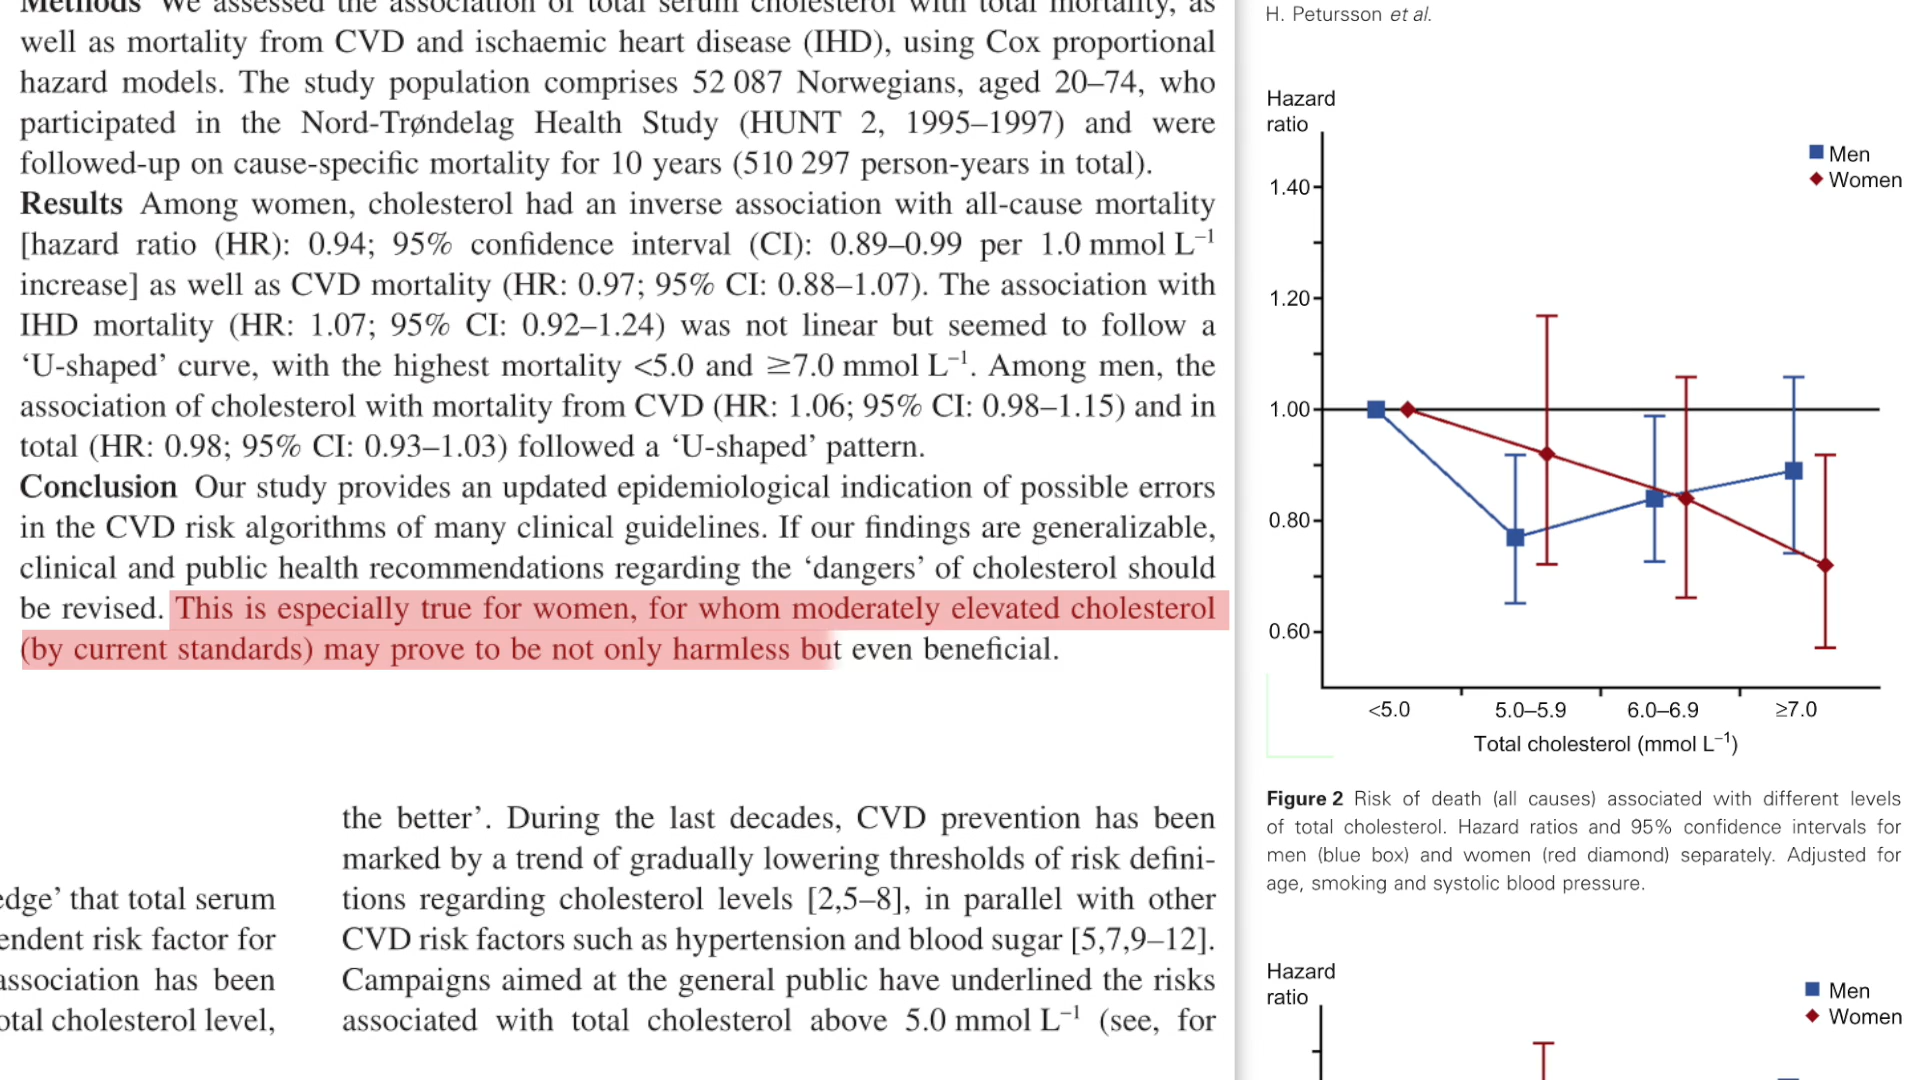 Methods We assessed the association of total serum cholesterol with total mortality, as
well as mortality from CVD and ischaemic heart disease (IHD), using Cox proportional
hazard models. The study population comprises 52 087 Norwegians, aged 20–74, who
participated in the Nord-Trøndelag Health Study (HUNT 2, 1995–1997) and were
followed-up on cause-specific mortality for 10 years (510 297 person-years in total).
Results Among women, cholesterol had an inverse association with all-cause mortality
[hazard ratio (HR): 0.94; 95% confidence interval (CI): 0.89–0.99 per 1.0 mmol L⁻¹
increase] as well as CVD mortality (HR: 0.97; 95% CI: 0.88–1.07). The association with
IHD mortality (HR: 1.07; 95% CI: 0.92–1.24) was not linear but seemed to follow a
‘U-shaped’ curve, with the highest mortality <5.0 and ≥7.0 mmol L⁻¹. Among men, the
association of cholesterol with mortality from CVD (HR: 1.06; 95% CI: 0.98–1.15) and in
total (HR: 0.98; 95% CI: 0.93–1.03) followed a ‘U-shaped’ pattern.
Conclusion Our study provides an updated epidemiological indication of possible errors
in the CVD risk algorithms of many clinical guidelines. If our findings are generalizable,
clinical and public health recommendations regarding the ‘dangers’ of cholesterol should
be revised. This is especially true for women, for whom moderately elevated cholesterol
(by current standards) may prove to be not only harmless but even beneficial.
edge’ that total serum
endent risk factor for
association has been
otal cholesterol level,
the better’. During the last decades, CVD prevention has been
marked by a trend of gradually lowering thresholds of risk defini-
tions regarding cholesterol levels [2,5–8], in parallel with other
CVD risk factors such as hypertension and blood sugar [5,7,9–12].
Campaigns aimed at the general public have underlined the risks
associated with total cholesterol above 5.0 mmol L⁻¹ (see, for
H. Petursson et al.
Hazard
ratio
Men
Women
1.40
1.20
1.00
0.80
0.60
<5.0 5.0–5.9 6.0–6.9 ≥7.0
Total cholesterol (mmol L⁻¹)
Figure 2 Risk of death (all causes) associated with different levels
of total cholesterol. Hazard ratios and 95% confidence intervals for
men (blue box) and women (red diamond) separately. Adjusted for
age, smoking and systolic blood pressure.
Hazard
ratio
Men
Women